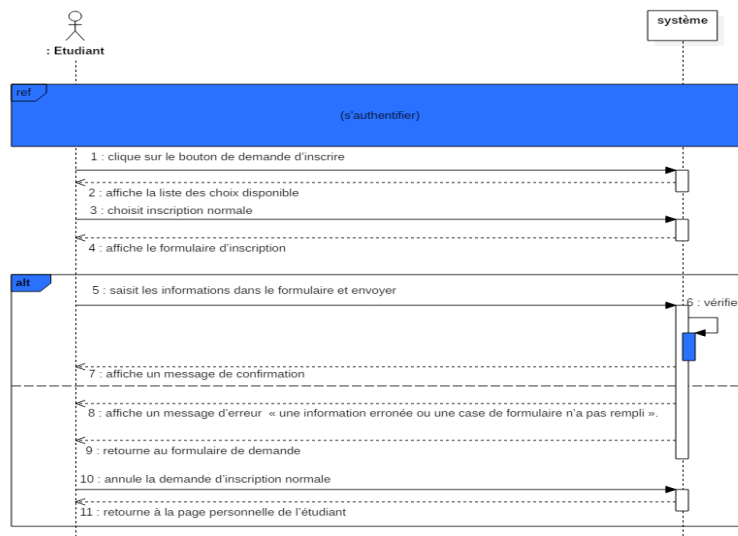 système
: Etudiant
ref
(s'authentifier)
1 : clique sur le bouton de demande d'inscrire
2 : affiche la liste des choix disponible
3 : choisit inscription normale
4 : affiche le formulaire d'inscription
alt
5 : saisit les informations dans le formulaire et envoyer
6 : vérifie
7 : affiche un message de confirmation
8 : affiche un message d'erreur « une information erronée ou une case de formulaire n'a pas rempli ».
9 : retourne au formulaire de demande
10 : annule la demande d'inscription normale
11 : retourne à la page personnelle de l'étudiant